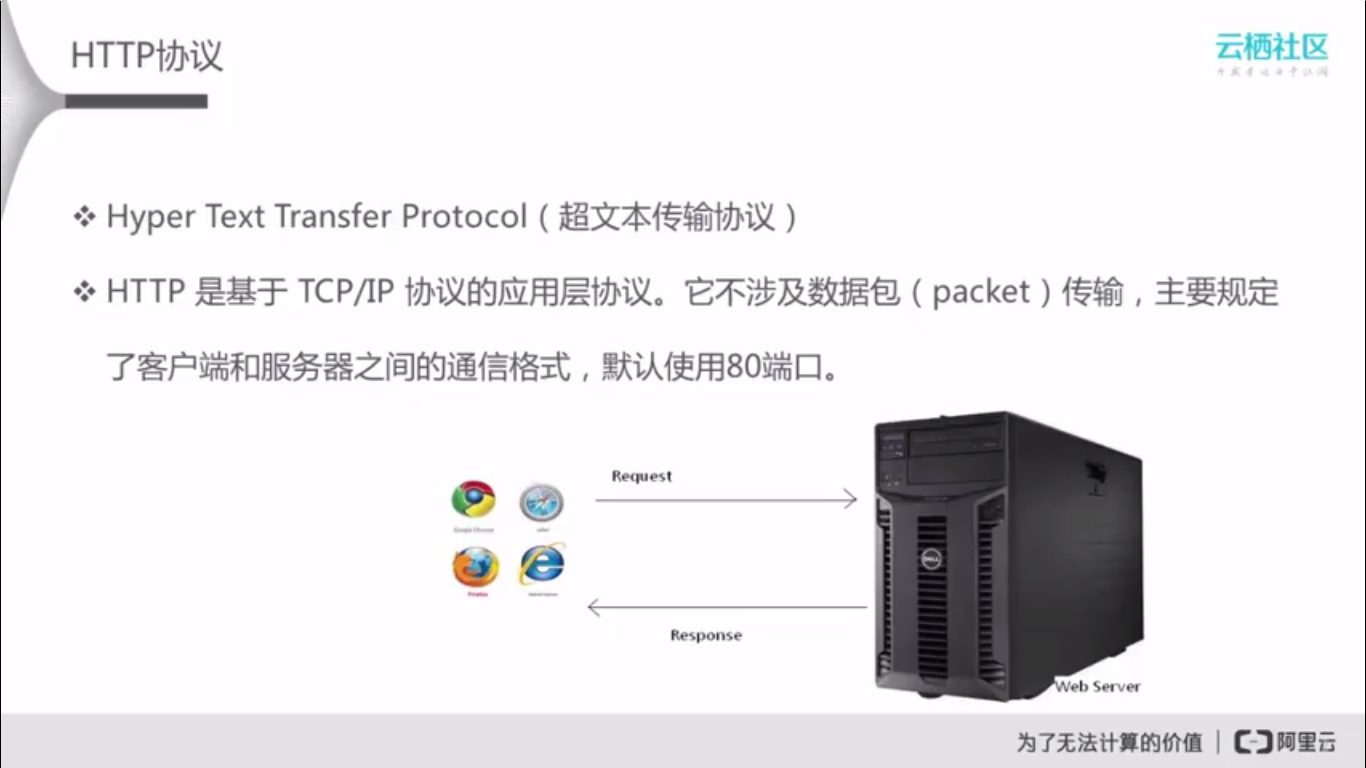 HTTP协议
云栖社区
Hyper Text Transfer Protocol（超文本传输协议）
HTTP 是基于 TCP/IP 协议的应用层协议。它不涉及数据包（packet）传输，主要规定
了客户端和服务器之间的通信格式，默认使用80端口。
Request
Google Chrome
safari
Firefox
Internet Explorer
DELL
Response
Web Server
为了无法计算的价值 | 阿里云